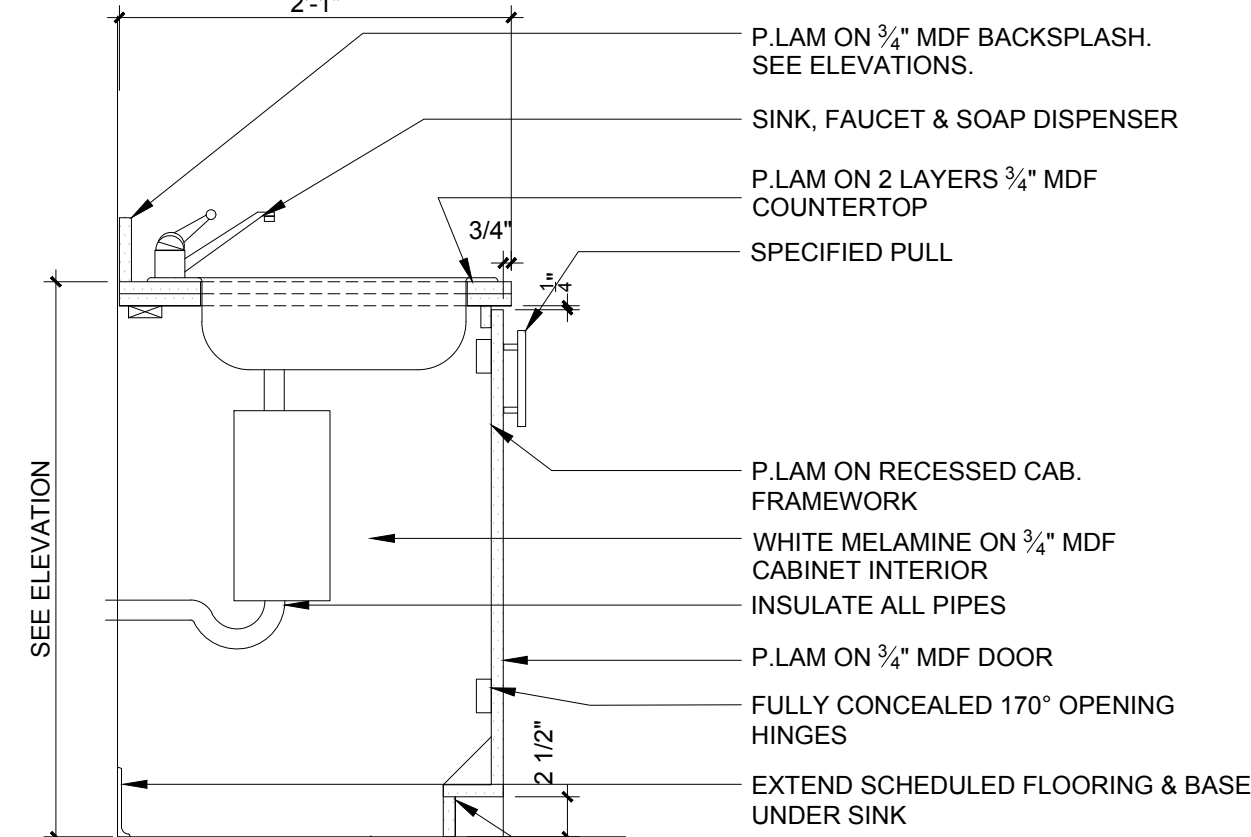 2'-1"
P.LAM ON 3⁄4" MDF BACKSPLASH.
SEE ELEVATIONS.
SINK, FAUCET & SOAP DISPENSER
P.LAM ON 2 LAYERS 3⁄4" MDF
COUNTERTOP
3/4"
SPECIFIED PULL
1⁄4"
P.LAM ON RECESSED CAB.
FRAMEWORK
SEE ELEVATION
WHITE MELAMINE ON 3⁄4" MDF
CABINET INTERIOR
INSULATE ALL PIPES
P.LAM ON 3⁄4" MDF DOOR
FULLY CONCEALED 170° OPENING
HINGES
2 1/2"
EXTEND SCHEDULED FLOORING & BASE
UNDER SINK